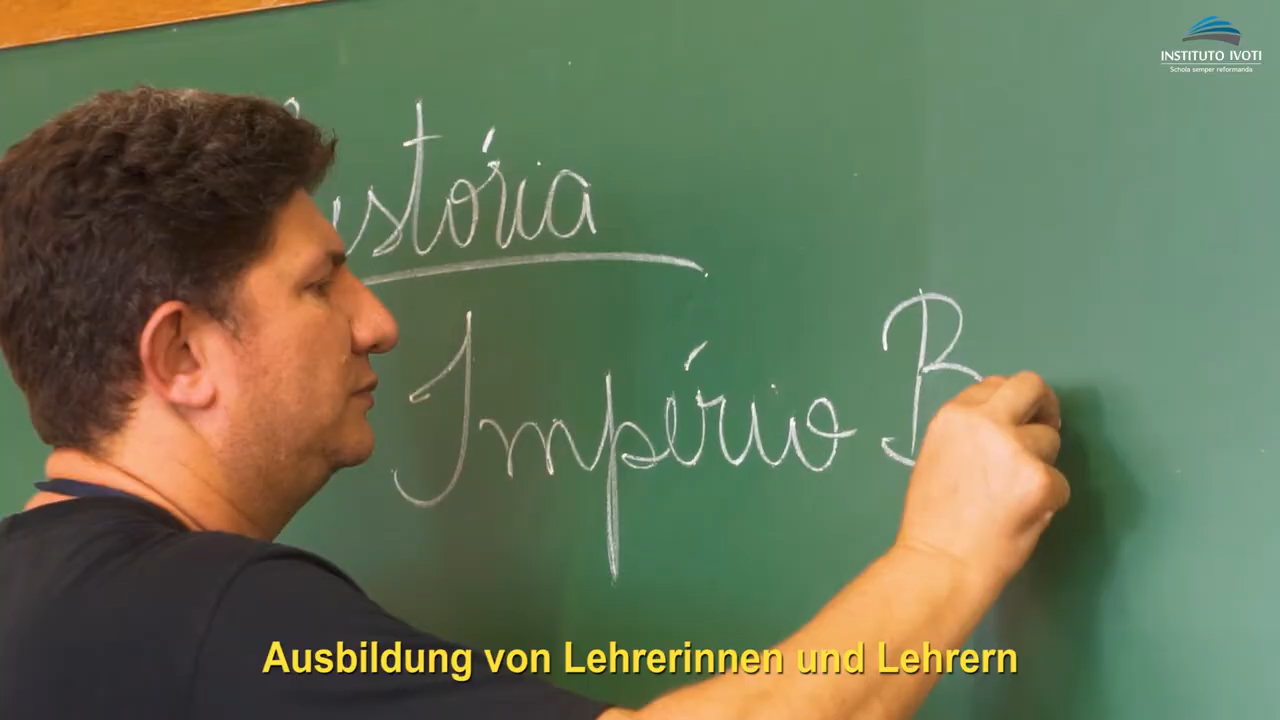 INSTITUTO IVOTI
Schola semper reformanda
istória
Império B
Ausbildung von Lehrerinnen und Lehrern